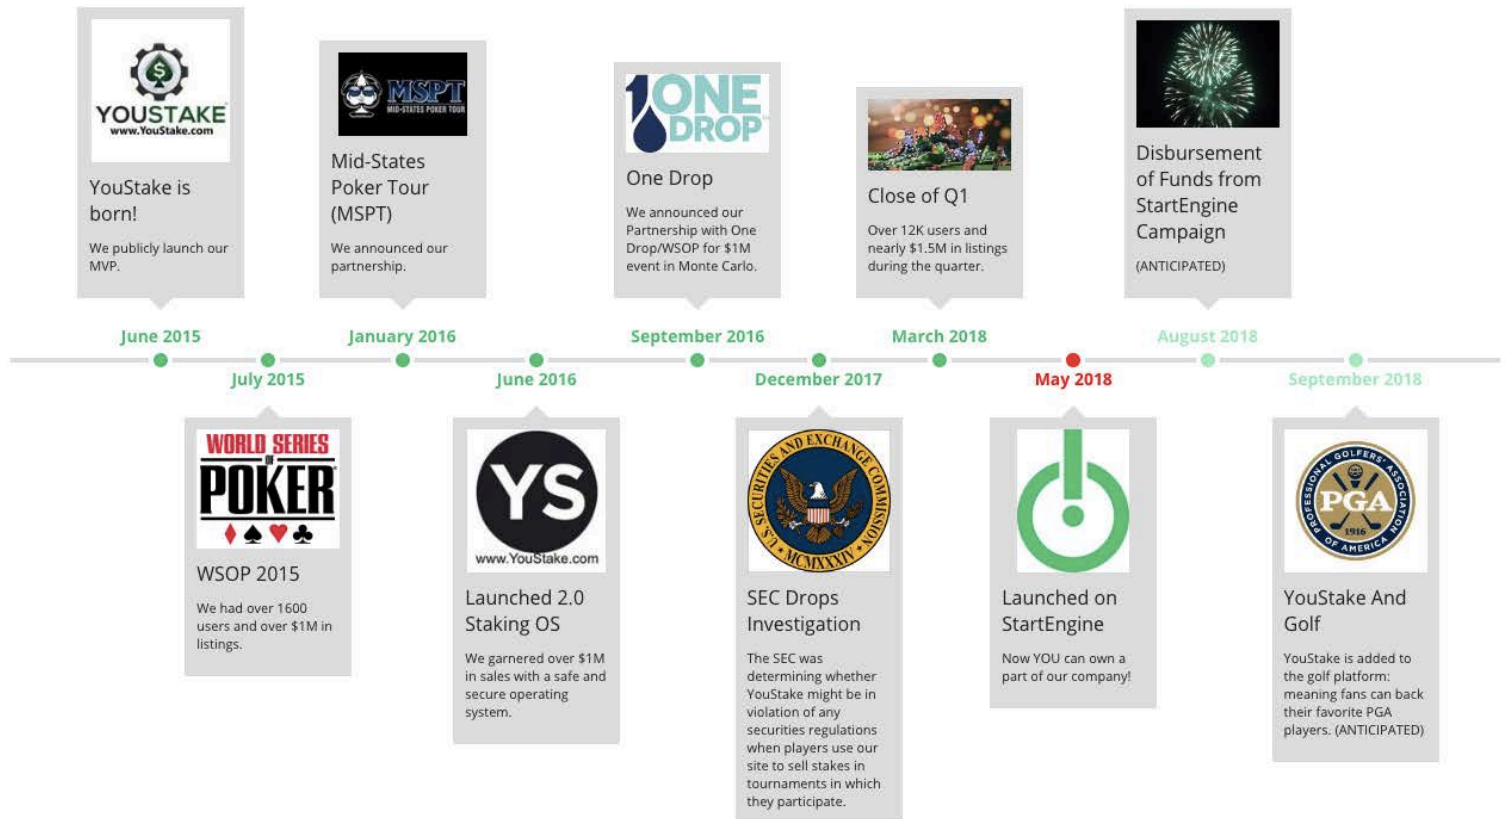 YOUSTAKE
www.YouStake.com
YouStake is
born!
We publicly launch our
MVP.
MSPT
MID-STATES POKER TOUR
Mid-States
Poker Tour
(MSPT)
We announced our
partnership.
1 ONE
DROP
One Drop
We announced our
Partnership with One
Drop/WSOP for $1M
event in Monte Carlo.
Close of Q1
Over 12K users and
nearly $1.5M in listings
during the quarter.
Disbursement
of Funds from
StartEngine
Campaign
(ANTICIPATED)
June 2015
January 2016
September 2016
March 2018
August 2018
July 2015
June 2016
December 2017
May 2018
September 2018
WORLD SERIES
OF
POKER
WSOP 2015
We had over 1600
users and over $1M in
listings.
YS
www.YouStake.com
Launched 2.0
Staking OS
We garnered over $1M
in sales with a safe and
secure operating
system.
U.S. SECURITIES AND EXCHANGE COMMISSION
MCMXXXIV
SEC Drops
Investigation
The SEC was
determining whether
YouStake might be in
violation of any
securities regulations
when players use our
site to sell stakes in
tournaments in which
they participate.
Launched on
StartEngine
Now YOU can own a
part of our company!
PROFESSIONAL GOLFERS' ASSOCIATION
OF AMERICA
PGA
1916
YouStake And
Golf
YouStake is added to
the golf platform:
meaning fans can back
their favorite PGA
players. (ANTICIPATED)